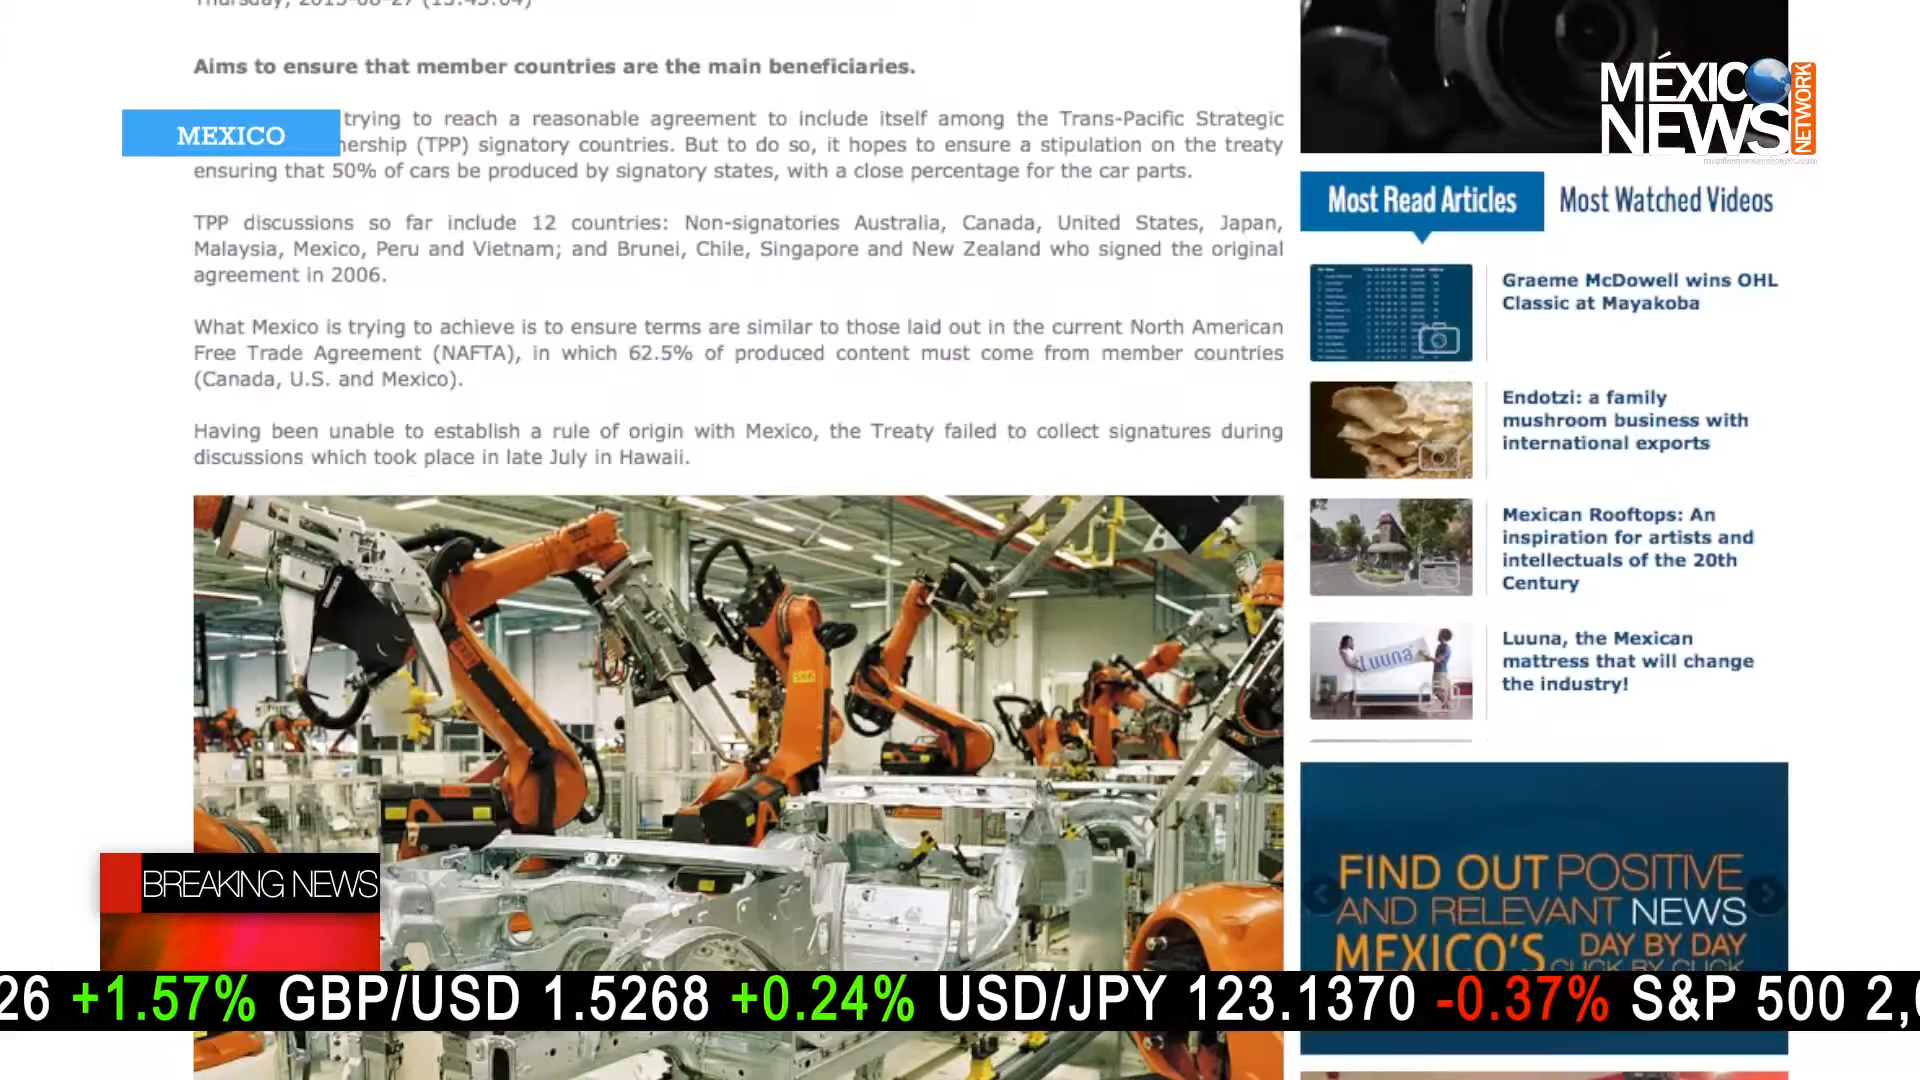 Aims to ensure that member countries are the main beneficiaries.
MEXICO
trying to reach a reasonable agreement to include itself among the Trans-Pacific Strategic
nership (TPP) signatory countries. But to do so, it hopes to ensure a stipulation on the treaty
ensuring that 50% of cars be produced by signatory states, with a close percentage for the car parts.
TPP discussions so far include 12 countries: Non-signatories Australia, Canada, United States, Japan,
Malaysia, Mexico, Peru and Vietnam; and Brunei, Chile, Singapore and New Zealand who signed the original
agreement in 2006.
What Mexico is trying to achieve is to ensure terms are similar to those laid out in the current North American
Free Trade Agreement (NAFTA), in which 62.5% of produced content must come from member countries
(Canada, U.S. and Mexico).
Having been unable to establish a rule of origin with Mexico, the Treaty failed to collect signatures during
discussions which took place in late July in Hawaii.
MÉXICO
NEWS
NETWORK
Most Read Articles
Most Watched Videos
Graeme McDowell wins OHL
Classic at Mayakoba
Endotzi: a family
mushroom business with
international exports
Mexican Rooftops: An
inspiration for artists and
intellectuals of the 20th
Century
Luuna
Luuna, the Mexican
mattress that will change
the industry!
FIND OUT POSITIVE
AND RELEVANT NEWS
MEXICO'S DAY BY DAY
CLICK BY CLICK
BREAKING NEWS
26 +1.57% GBP/USD 1.5268 +0.24% USD/JPY 123.1370 -0.37% S&P 500 2,